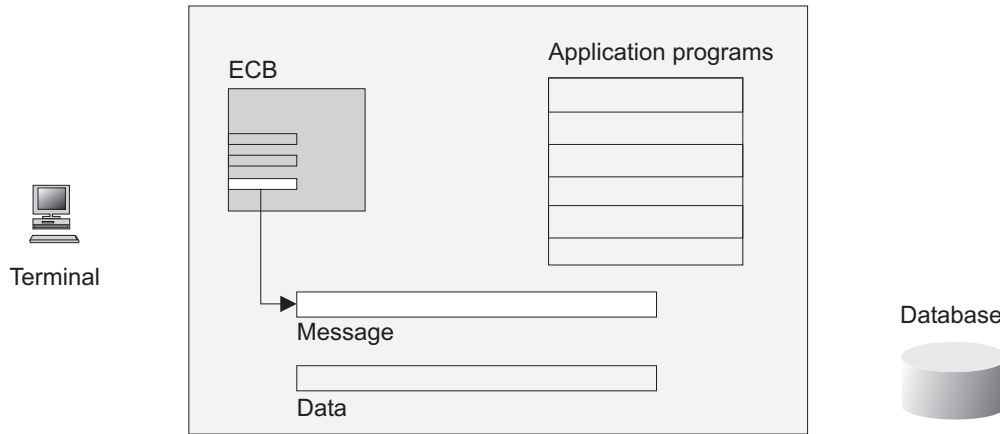 ECB
Application programs
Terminal
Message
Database
Data